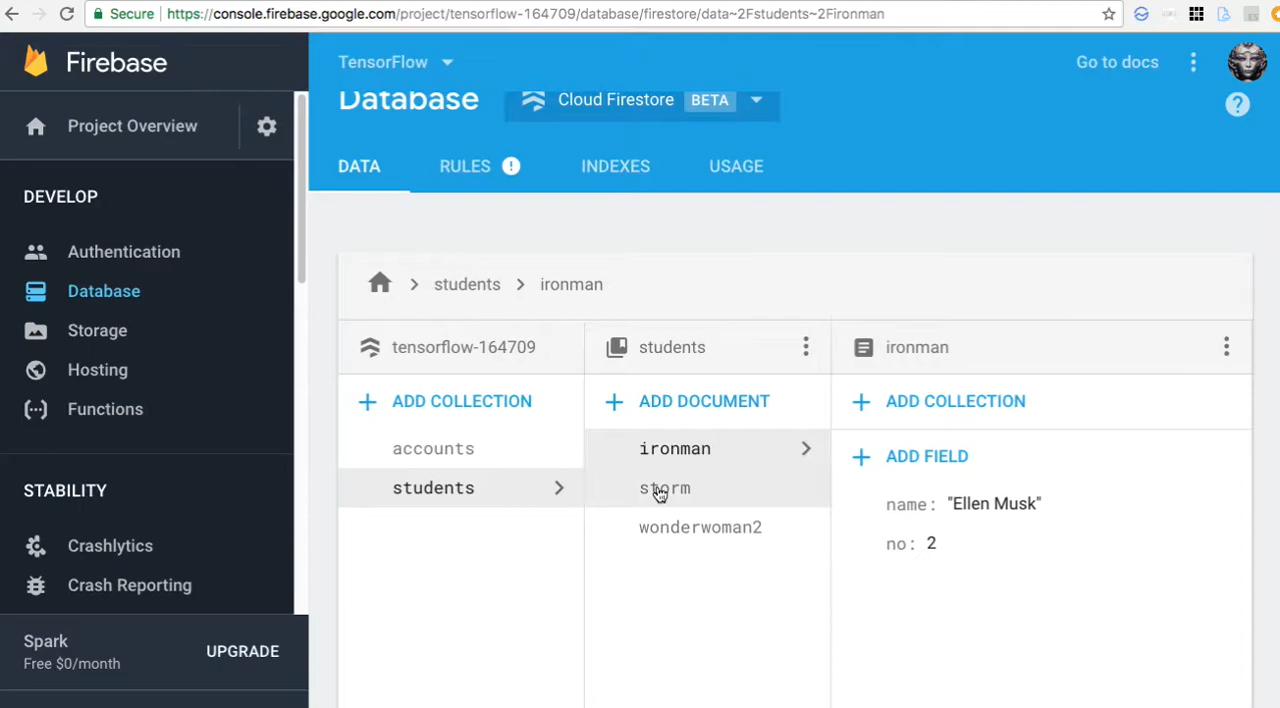 Secure https://console.firebase.google.com/project/tensorflow-164709/database/firestore/data~2Fstudents~2Fironman
Firebase
TensorFlow
Go to docs
Database
Cloud Firestore BETA
?
Project Overview
DATA
RULES !
INDEXES
USAGE
DEVELOP
Authentication
Database
Storage
Hosting
Functions
STABILITY
Crashlytics
Crash Reporting
Spark
Free $0/month
UPGRADE
students
ironman
tensorflow-164709
students
ironman
+ ADD COLLECTION
+ ADD DOCUMENT
+ ADD COLLECTION
accounts
students
ironman
storm
wonderwoman2
+ ADD FIELD
name: "Ellen Musk"
no: 2